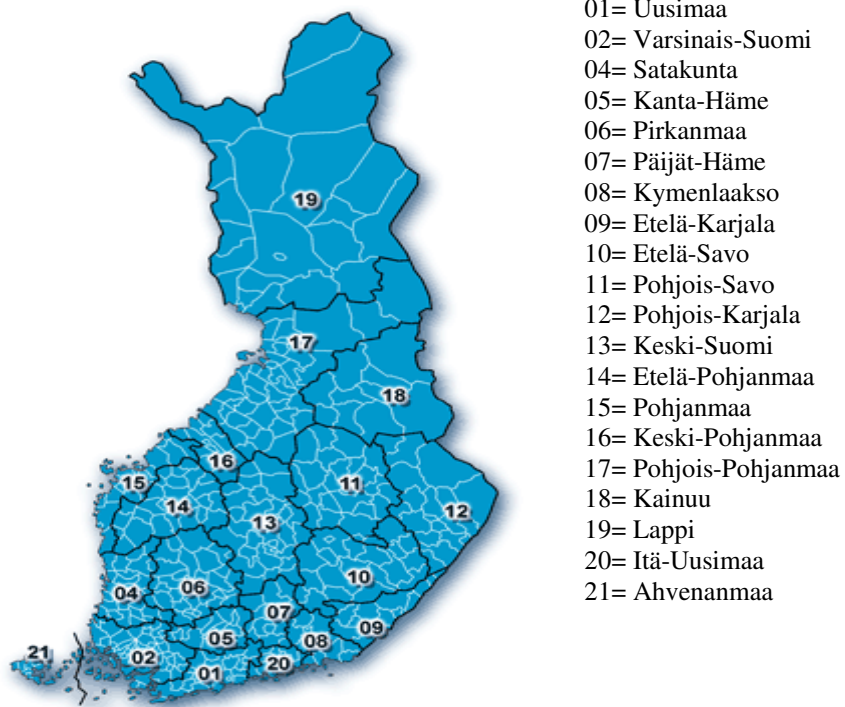 01= Uusimaa
02= Varsinais-Suomi
04= Satakunta
05= Kanta-Häme
06= Pirkanmaa
07= Päijät-Häme
08= Kymenlaakso
09= Etelä-Karjala
10= Etelä-Savo
11= Pohjois-Savo
12= Pohjois-Karjala
13= Keski-Suomi
14= Etelä-Pohjanmaa
15= Pohjanmaa
16= Keski-Pohjanmaa
17= Pohjois-Pohjanmaa
18= Kainuu
19= Lappi
20= Itä-Uusimaa
21= Ahvenanmaa
19
17
18
16
15
11
14
13
12
10
04
06
07
09
05
08
21
02
20
01